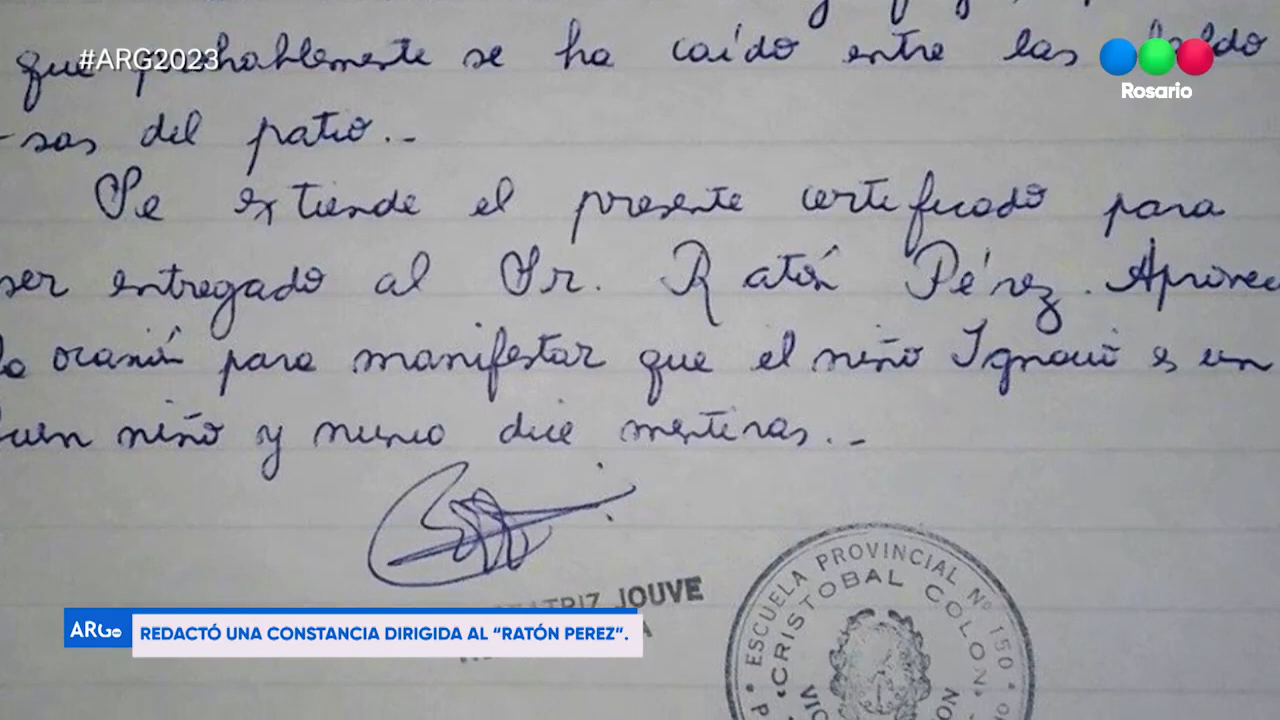 #ARG2023
Rosario
que probablemente se ha caído entre las baldo
-sas del patio.-
Se extiende el presente certificado para
ser entregado al Sr. Ratón Pérez. Aprovec
la ocasión para manifestar que el niño Ignacio es un
buen niño y nunca dice mentiras.-
JOUVE
ESCUELA PROVINCIAL Nº 150
CRISTOBAL COLON
ARGo
REDACTÓ UNA CONSTANCIA DIRIGIDA AL “RATÓN PEREZ”.